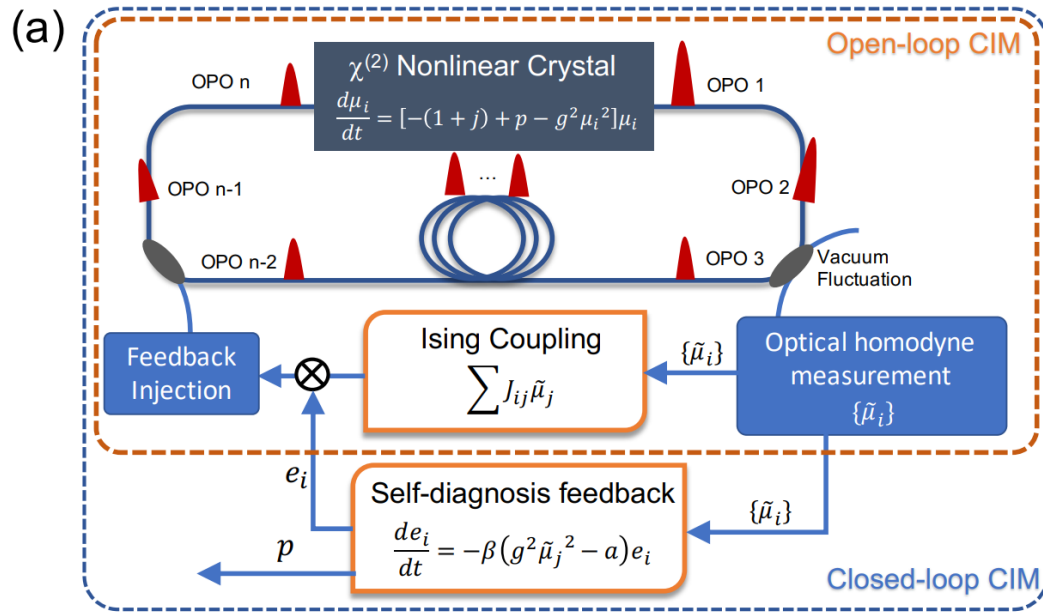 (a)
Open-loop CIM
χ⁽²⁾ Nonlinear Crystal
dμᵢ/dt = [−(1 + j) + p − g²μᵢ²]μᵢ
OPO n
OPO 1
OPO n-1
...
OPO 2
OPO n-2
OPO 3
Vacuum
Fluctuation
Feedback
Injection
Ising Coupling
∑ Jᵢⱼμ̃ⱼ
{μ̃ᵢ}
Optical homodyne
measurement
{μ̃ᵢ}
eᵢ
Self-diagnosis feedback
deᵢ/dt = −β(g²μ̃ⱼ² − a)eᵢ
{μ̃ᵢ}
p
Closed-loop CIM